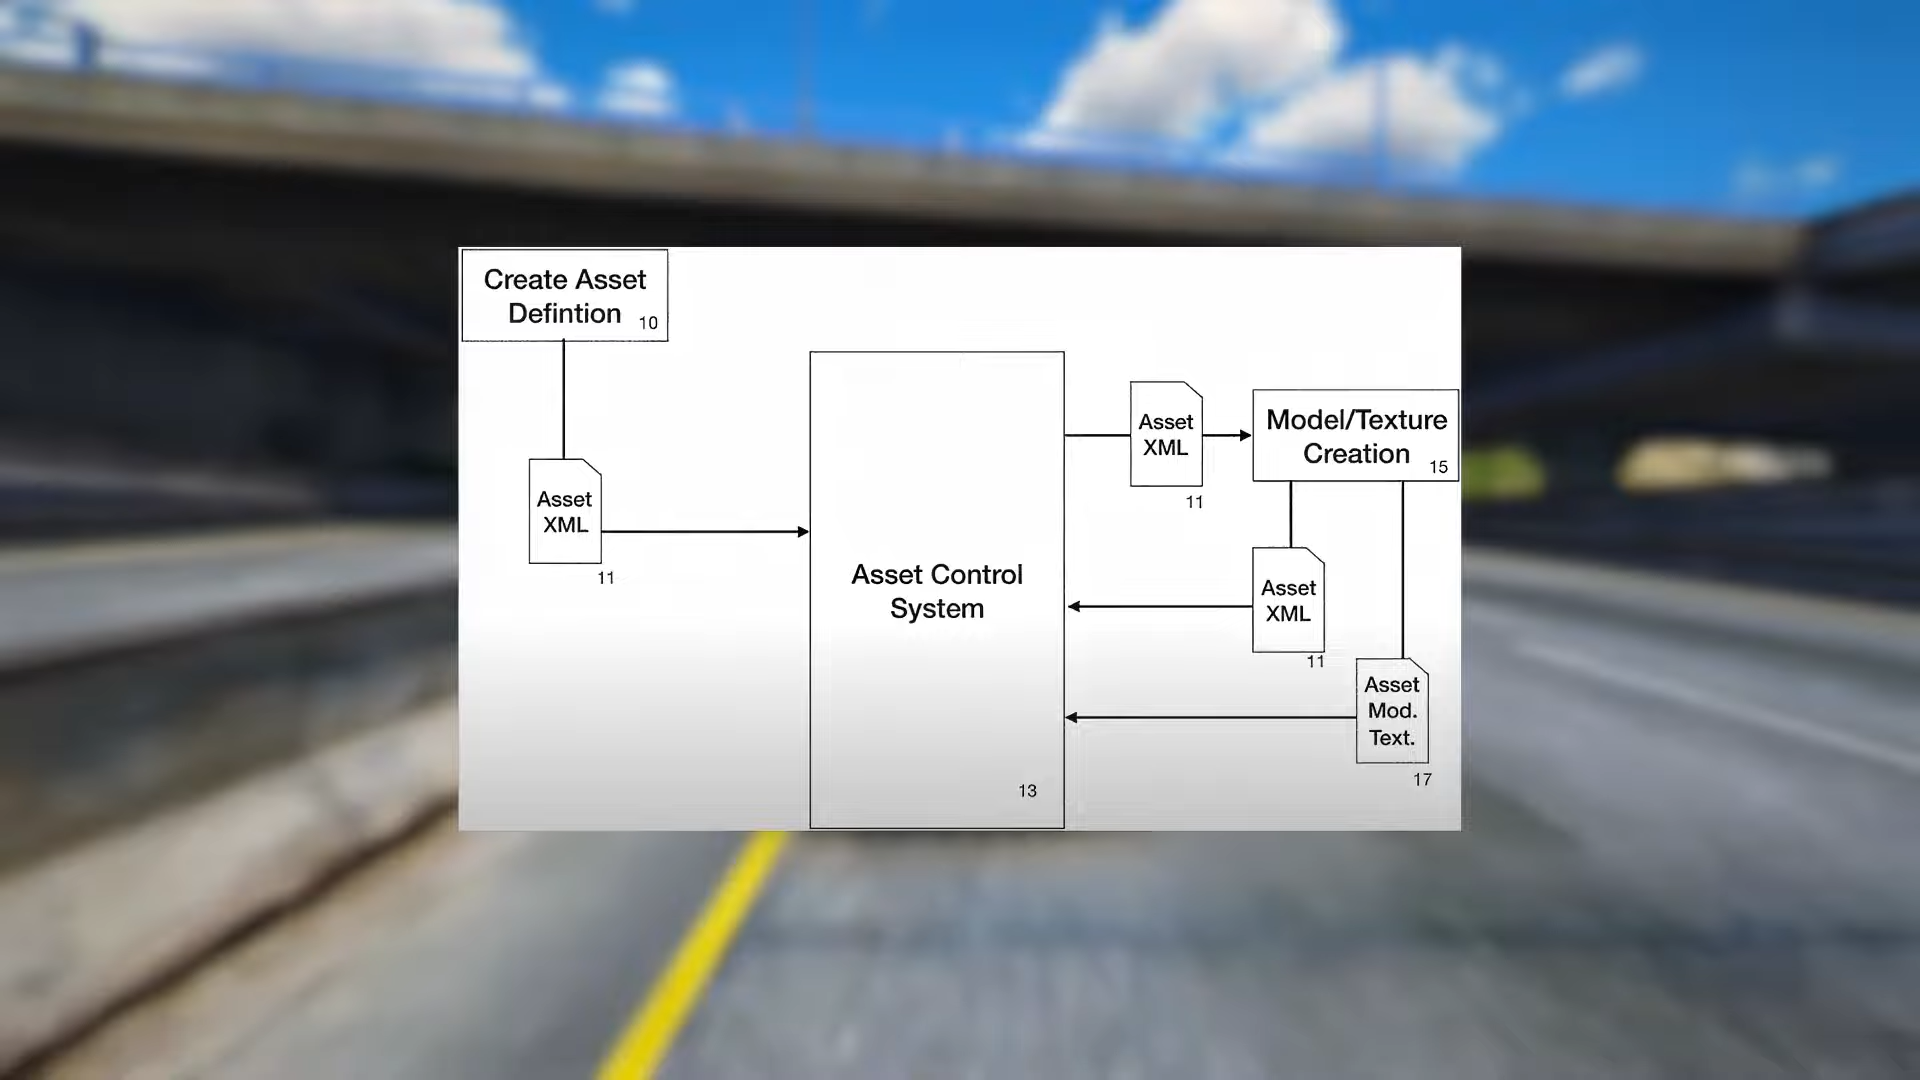 Create Asset
Defintion 10
Asset
XML
11
Asset Control
System
13
Asset
XML
11
Model/Texture
Creation 15
Asset
XML
11
Asset
Mod.
Text.
17